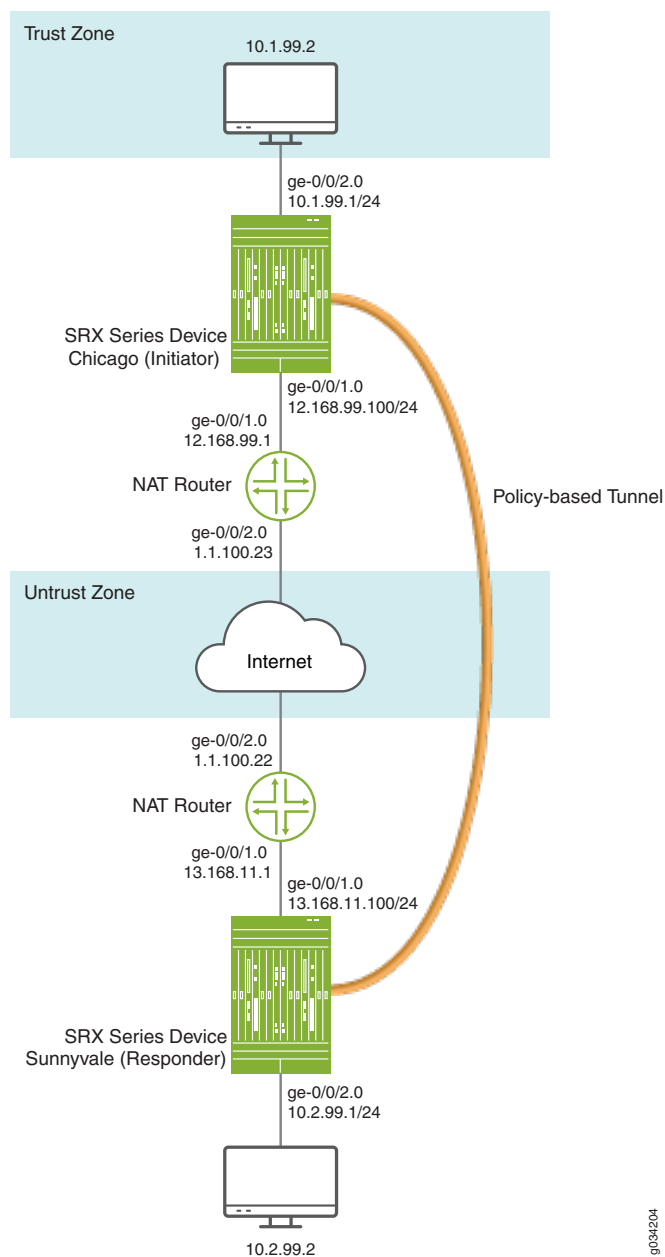 Trust Zone
10.1.99.2
ge-0/0/2.0
10.1.99.1/24
SRX Series Device
Chicago (Initiator)
ge-0/0/1.0
12.168.99.100/24
ge-0/0/1.0
12.168.99.1
NAT Router
Policy-based Tunnel
ge-0/0/2.0
1.1.100.23
Untrust Zone
Internet
ge-0/0/2.0
1.1.100.22
NAT Router
ge-0/0/1.0
13.168.11.1
ge-0/0/1.0
13.168.11.100/24
SRX Series Device
Sunnyvale (Responder)
ge-0/0/2.0
10.2.99.1/24
10.2.99.2
g034204